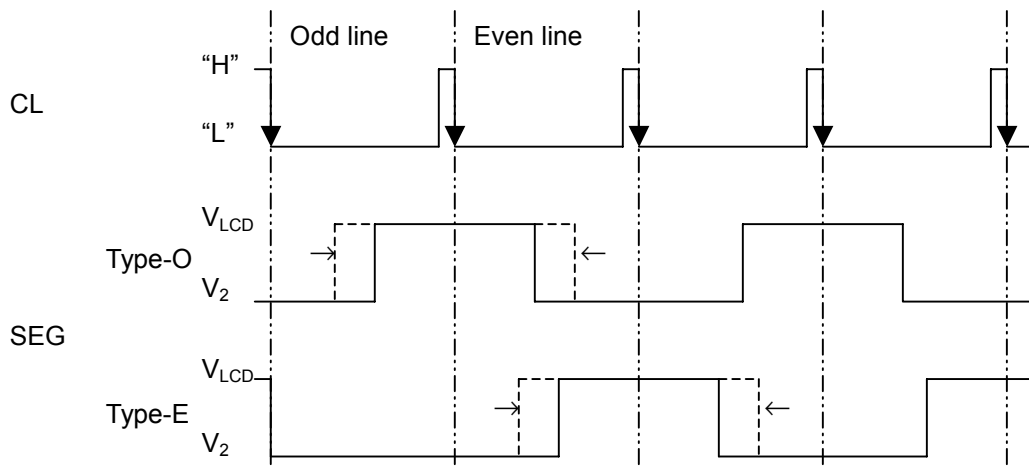 Odd line Even line
“H”
CL
“L”
VLCD
Type-O
V2
SEG
VLCD
Type-E
V2